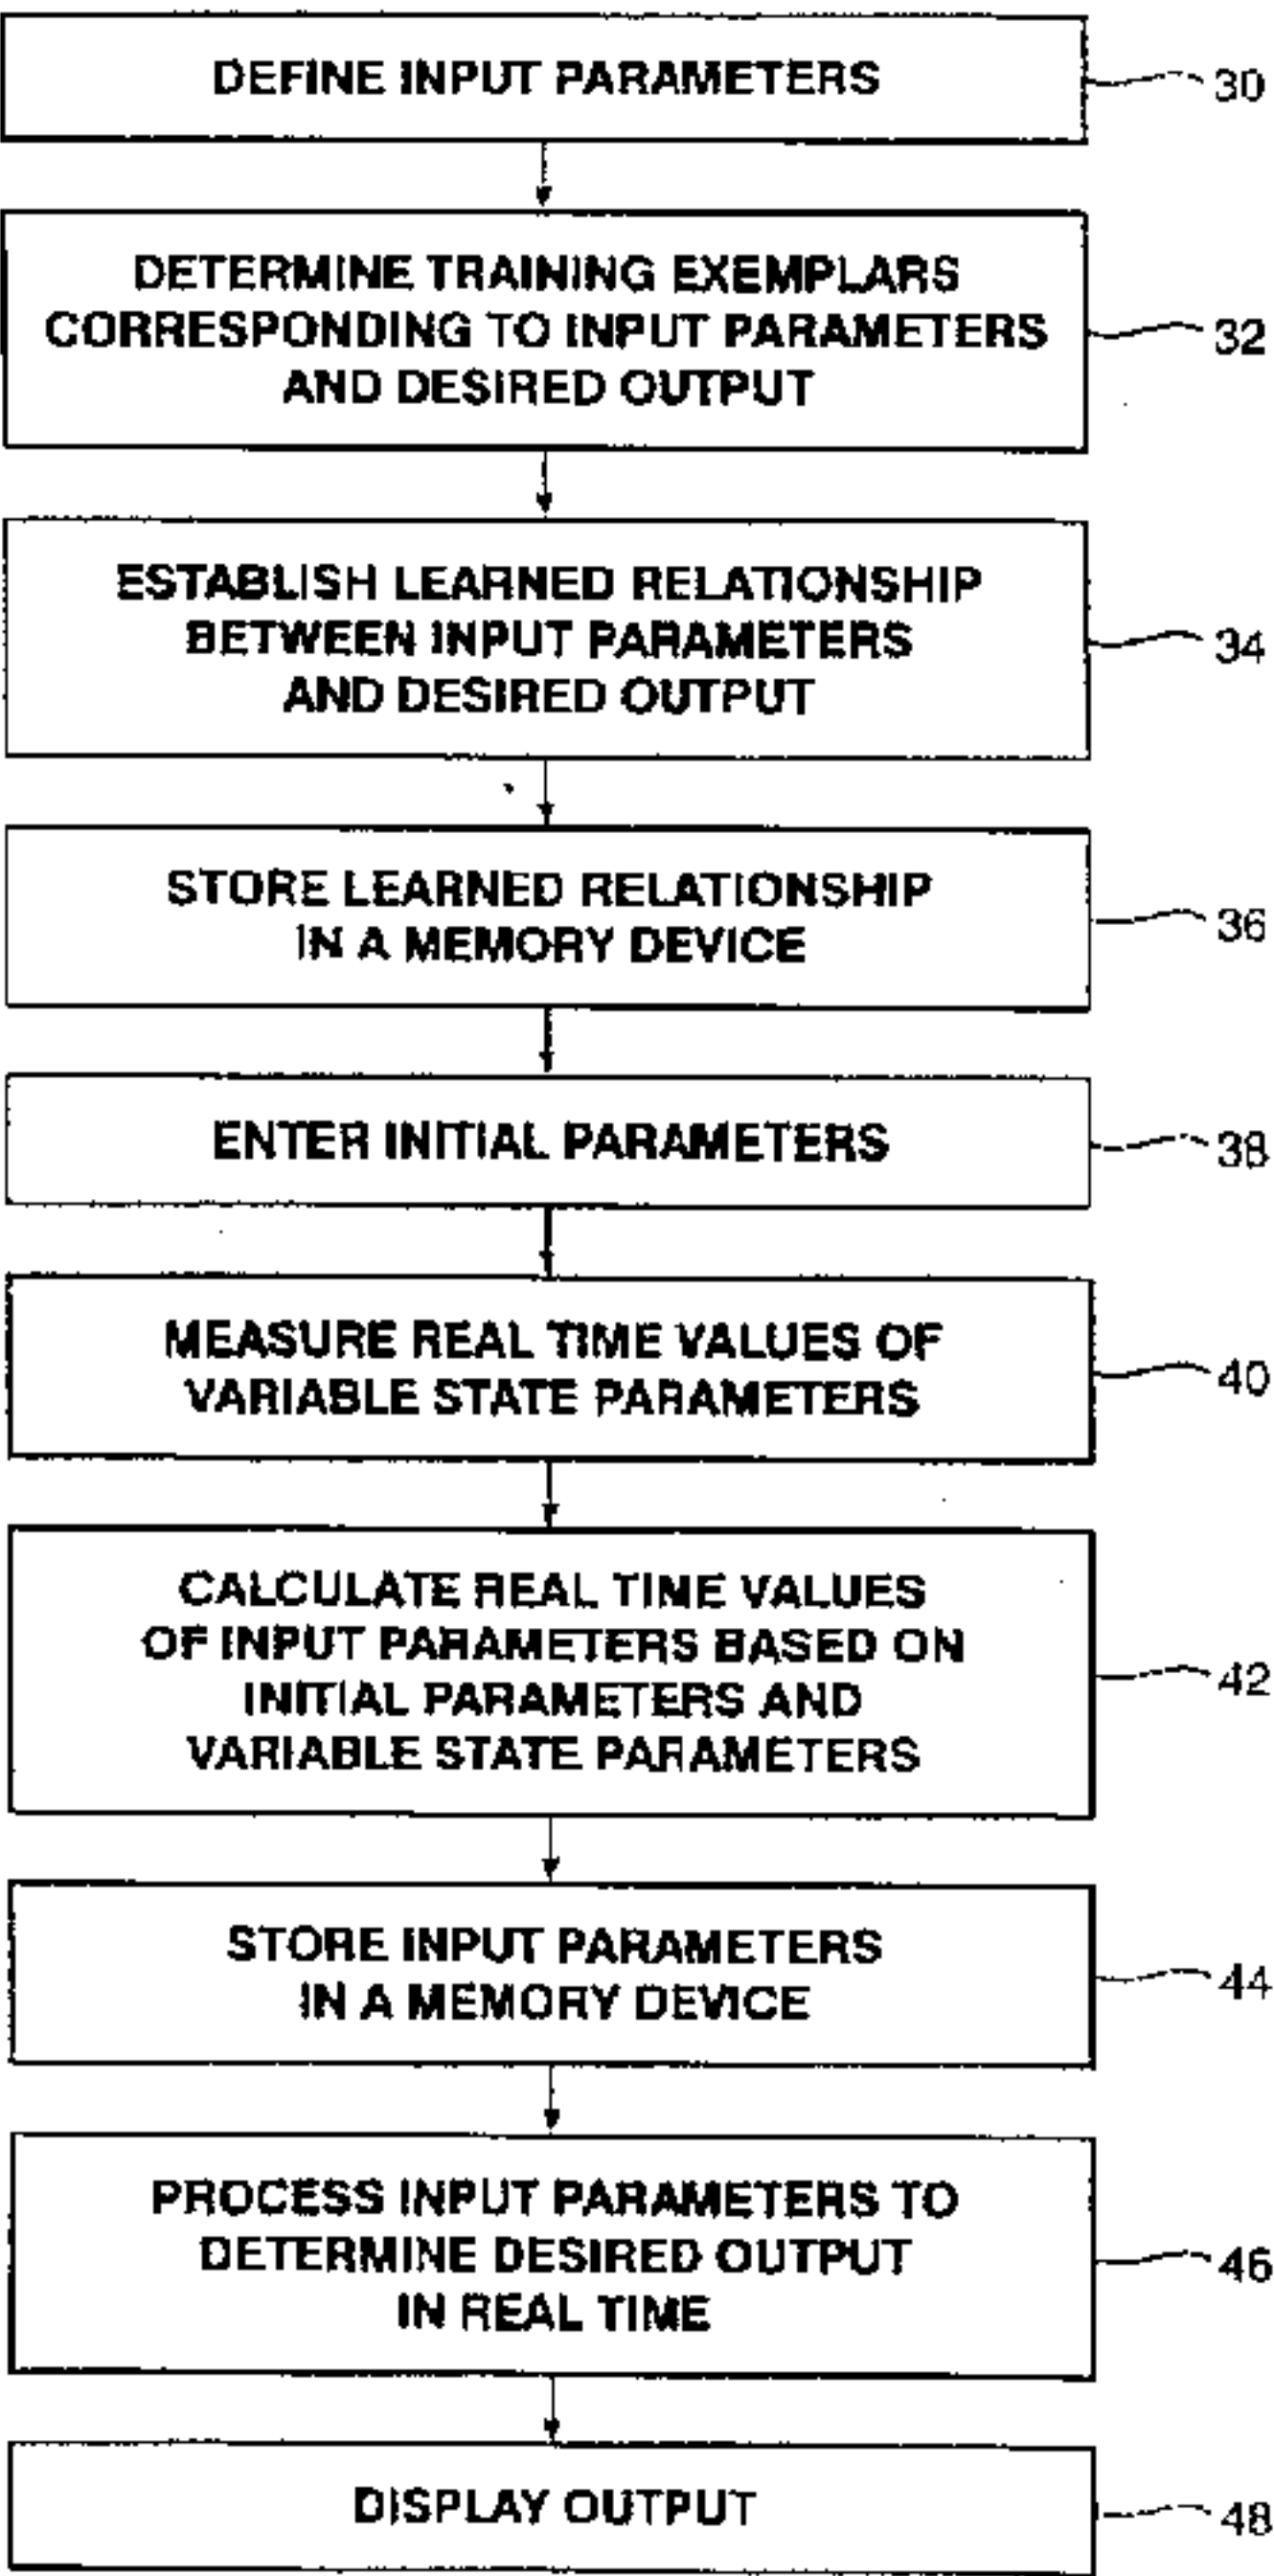 DEFINE INPUT PARAMETERS
30
DETERMINE TRAINING EXEMPLARS
CORRESPONDING TO INPUT PARAMETERS
AND DESIRED OUTPUT
32
ESTABLISH LEARNED RELATIONSHIP
BETWEEN INPUT PARAMETERS
AND DESIRED OUTPUT
34
STORE LEARNED RELATIONSHIP
IN A MEMORY DEVICE
36
ENTER INITIAL PARAMETERS
38
MEASURE REAL TIME VALUES OF
VARIABLE STATE PARAMETERS
40
CALCULATE REAL TIME VALUES
OF INPUT PARAMETERS BASED ON
INITIAL PARAMETERS AND
VARIABLE STATE PARAMETERS
42
STORE INPUT PARAMETERS
IN A MEMORY DEVICE
44
PROCESS INPUT PARAMETERS TO
DETERMINE DESIRED OUTPUT
IN REAL TIME
46
DISPLAY OUTPUT
48